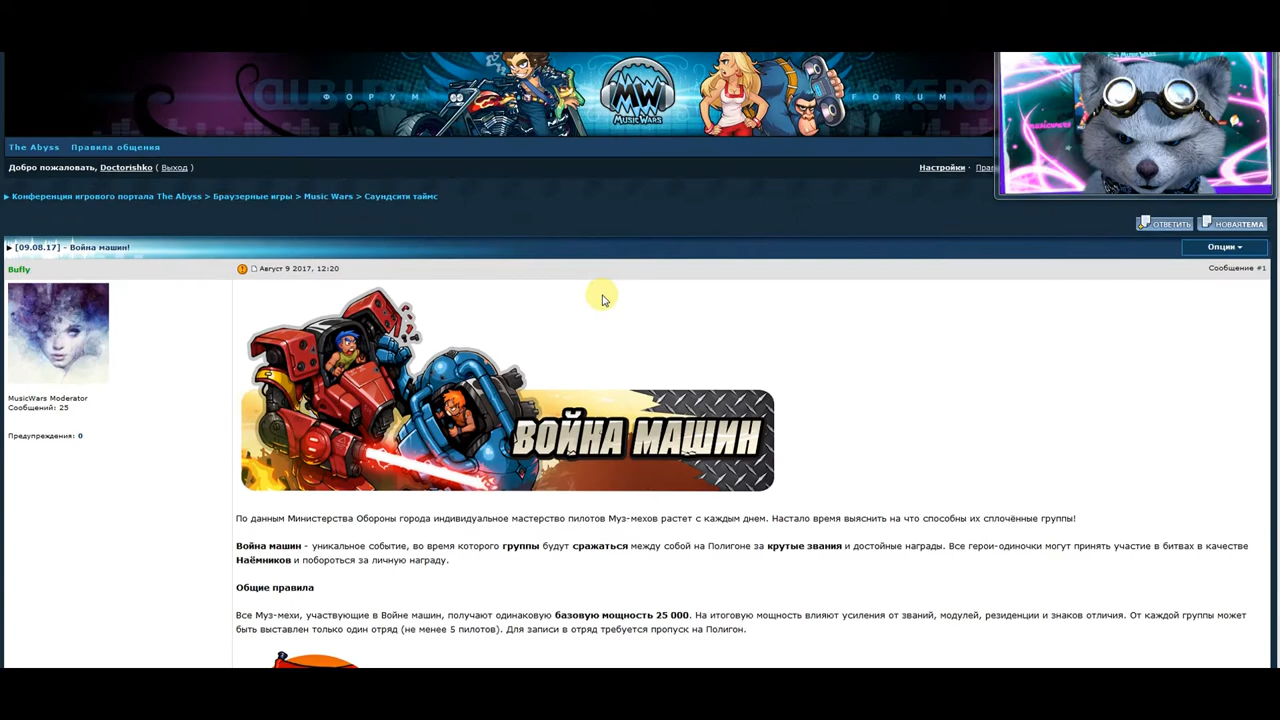 ФОРУМ
MW
MUSICWARS
FORUM
The Abyss Правила общения
Добро пожаловать, Doctorishko ( Выход )
Настройки ·
▶ Конференция игрового портала The Abyss > Браузерные игры > Music Wars > Саундсити таймс
ОТВЕТИТЬ НОВАЯ ТЕМА
▶ [09.08.17] - Война машин!
Опции
Bufly
Август 9 2017, 12:20
Сообщение #1
MusicWars Moderator
Сообщений: 25
Предупреждения: 0
ВОЙНА МАШИН
По данным Министерства Обороны города индивидуальное мастерство пилотов Муз-мехов растет с каждым днем. Настало время выяснить на что способны их сплочённые группы!
Война машин - уникальное событие, во время которого группы будут сражаться между собой на Полигоне за крутые звания и достойные награды. Все герои-одиночки могут принять участие в битвах в качестве
Наёмников и побороться за личную награду.
Общие правила
Все Муз-мехи, участвующие в Войне машин, получают одинаковую базовую мощность 25 000. На итоговую мощность влияют усиления от званий, модулей, резиденции и знаков отличия. От каждой группы может
быть выставлен только один отряд (не менее 5 пилотов). Для записи в отряд требуется пропуск на Полигон.